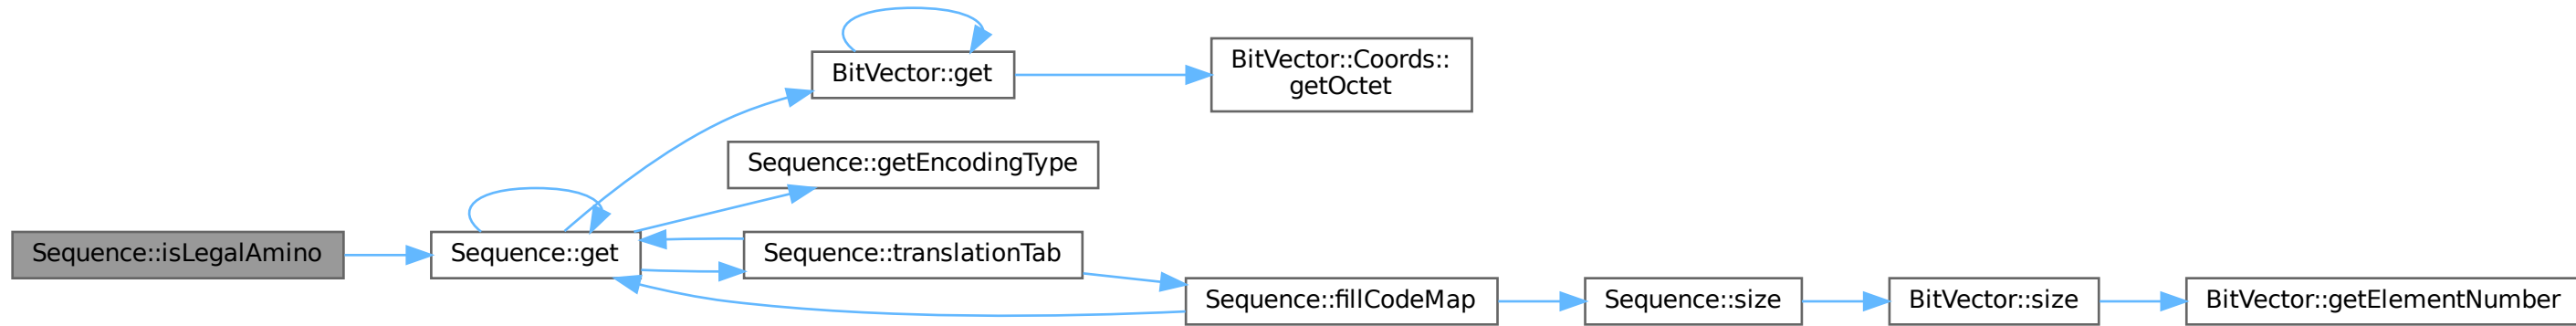 BitVector::get
BitVector::Coords::
getOctet
Sequence::getEncodingType
Sequence::isLegalAmino
Sequence::get
Sequence::translationTab
Sequence::fillCodeMap
Sequence::size
BitVector::size
BitVector::getElementNumber